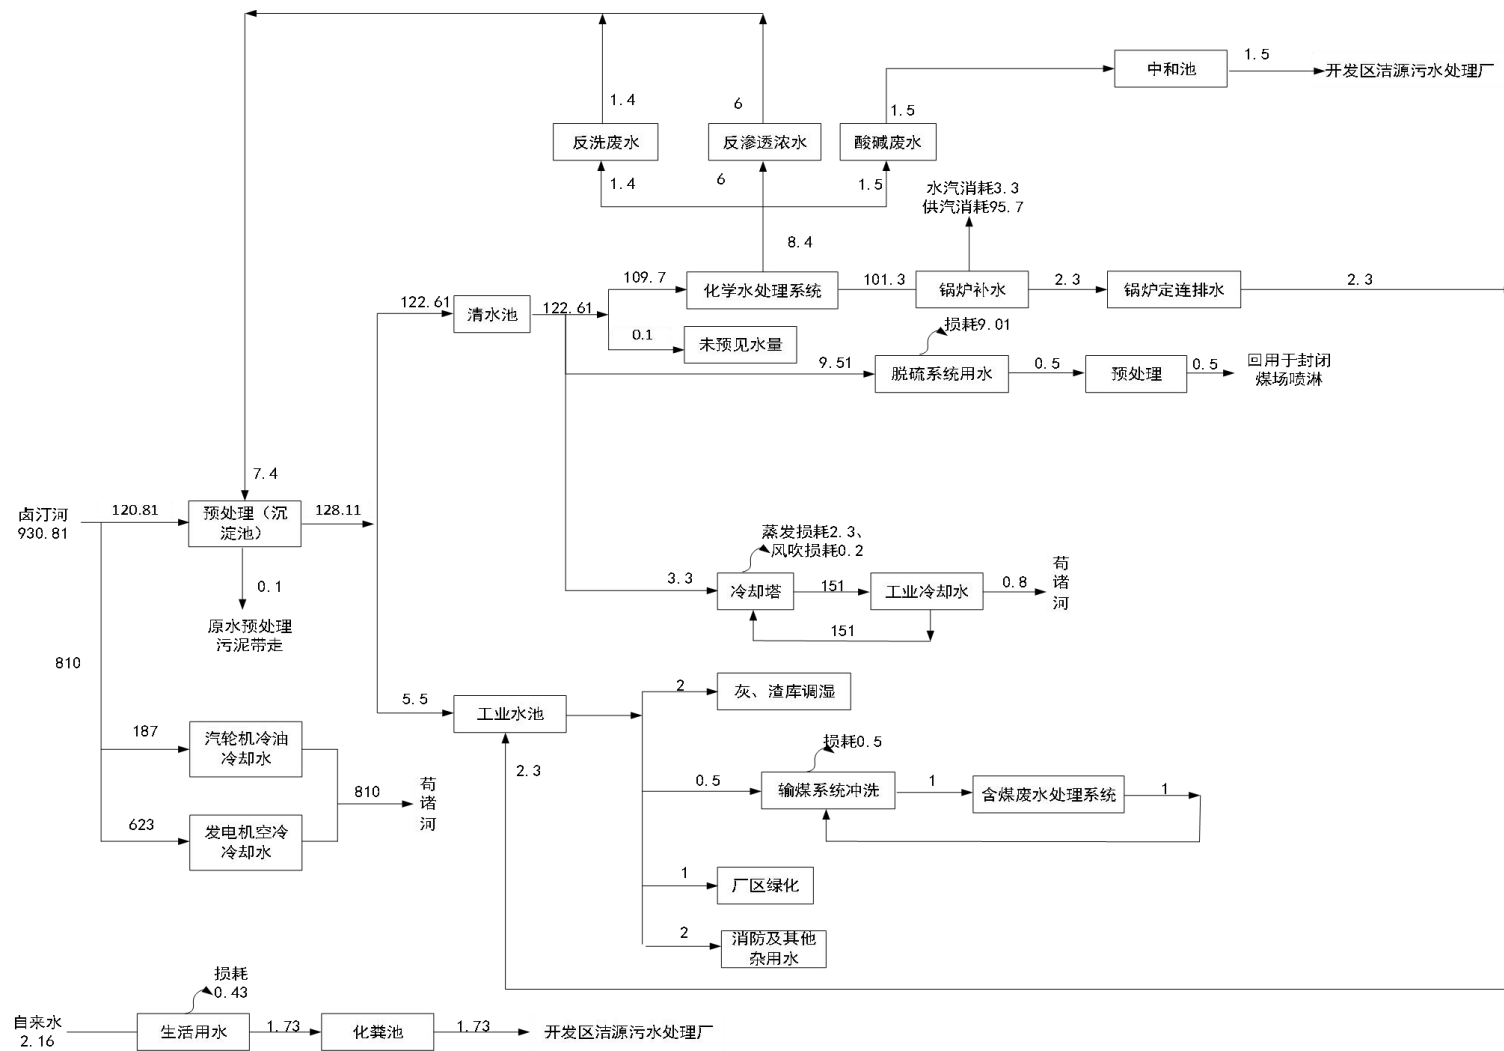 1.5
中和池
开发区洁源污水处理厂
1.4
6
1.5
反洗废水
反渗透浓水
酸碱废水
1.4
6
1.5
水汽消耗3.3
供汽消耗95.7
8.4
109.7
化学水处理系统
101.3
锅炉补水
2.3
锅炉定连排水
2.3
122.61
清水池
122.61
0.1
未预见水量
损耗9.01
9.51
脱硫系统用水
0.5
预处理
0.5
回用于封闭
煤场喷淋
7.4
卤汀河
930.81
120.81
预处理（沉
淀池）
128.11
0.1
原水预处理
污泥带走
蒸发损耗2.3、
风吹损耗0.2
3.3
冷却塔
151
工业冷却水
0.8
苟
诸
河
151
810
5.5
工业水池
2
灰、渣库调湿
187
汽轮机冷油
冷却水
2.3
损耗0.5
0.5
输煤系统冲洗
1
含煤废水处理系统
1
810
苟
诸
河
623
发电机空冷
冷却水
1
厂区绿化
2
消防及其他
杂用水
损耗
0.43
自来水
2.16
生活用水
1.73
化粪池
1.73
开发区洁源污水处理厂